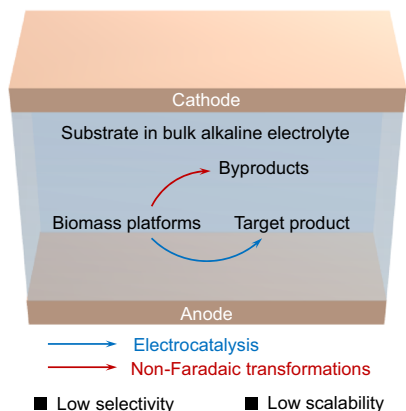 Cathode
Substrate in bulk alkaline electrolyte
Byproducts
Biomass platforms Target product
Anode
Electrocatalysis
Non-Faradaic transformations
Low selectivity Low scalability